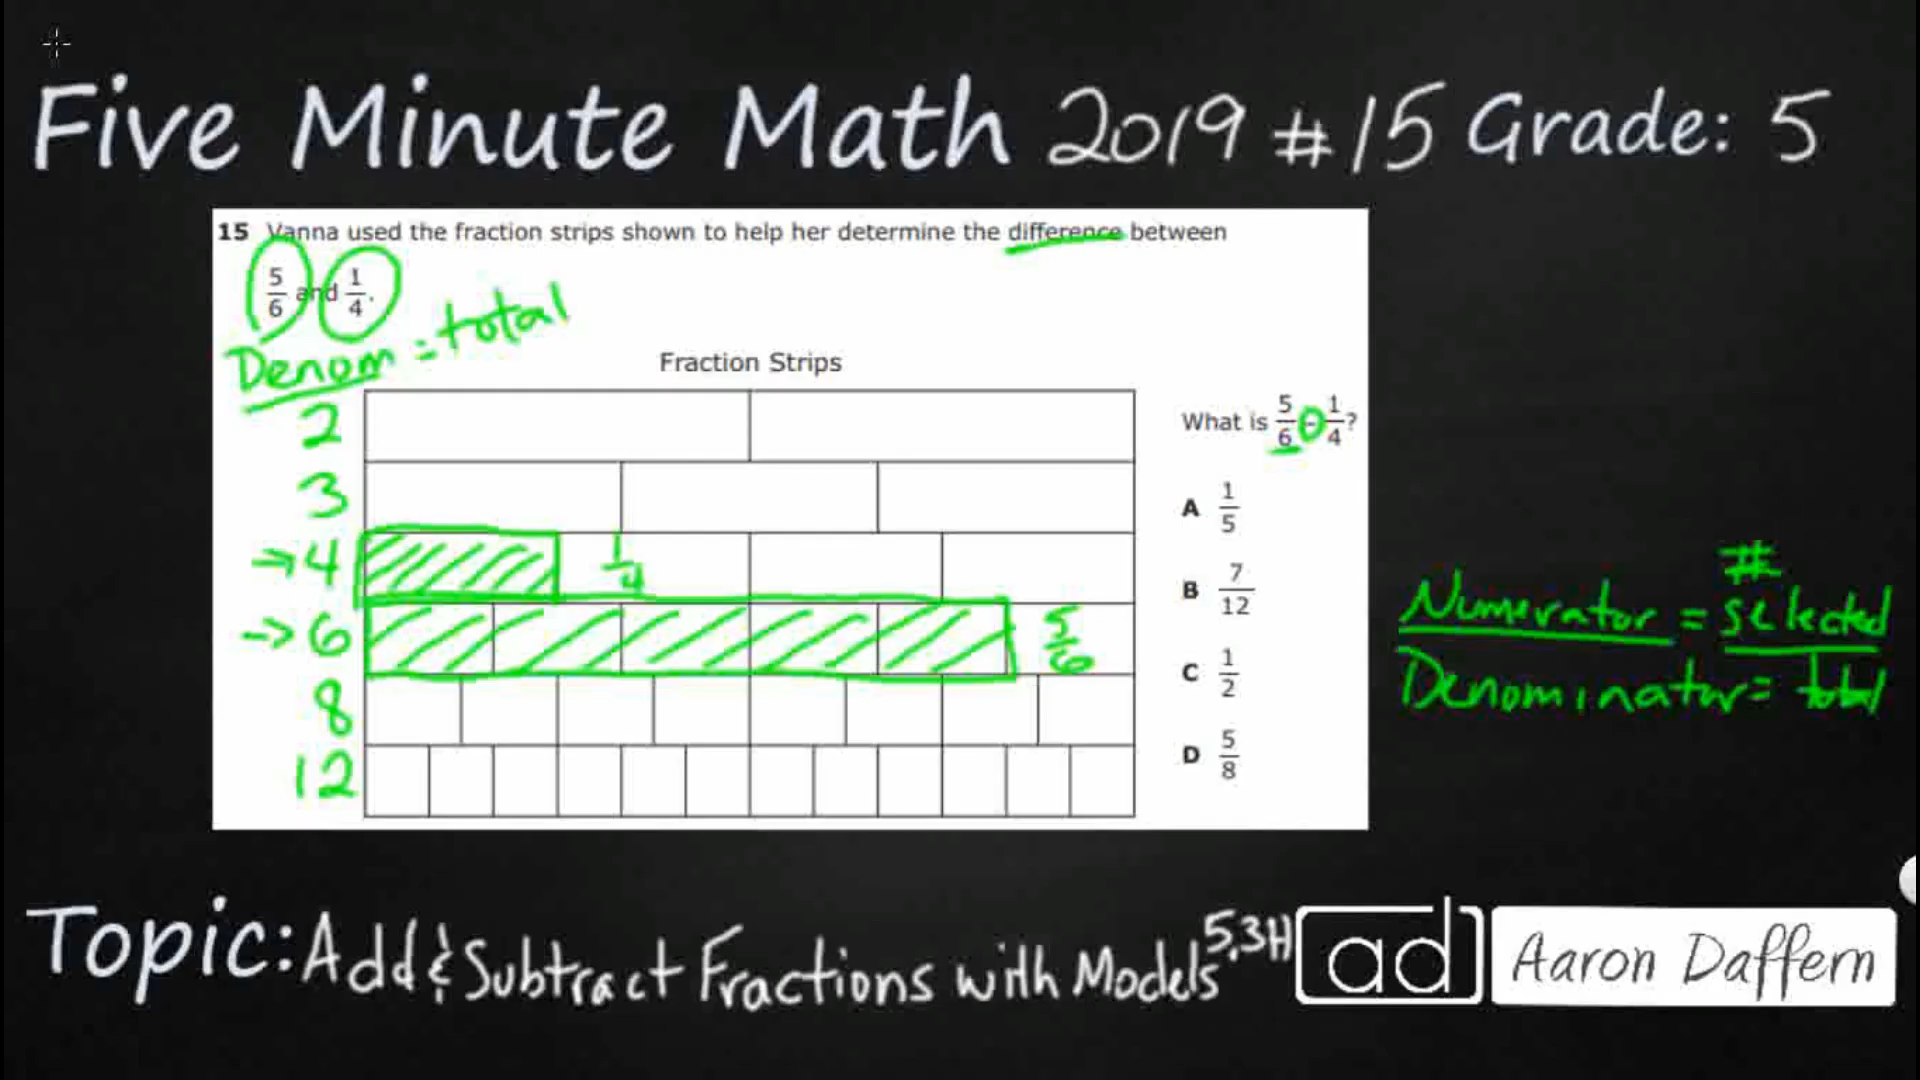 Five Minute Math 2019 #15 Grade: 5
15 Vanna used the fraction strips shown to help her determine the difference between
5/6 and 1/4.
Denom = total
Fraction Strips
2
3
→4 1/4
→6 5/6
8
12
What is 5/6 - 1/4?
A 1/5
B 7/12
C 1/2
D 5/8
Numerator = # selected
Denominator = total
Topic: Add & Subtract Fractions with Models 5.3H
ad Aaron Daffern